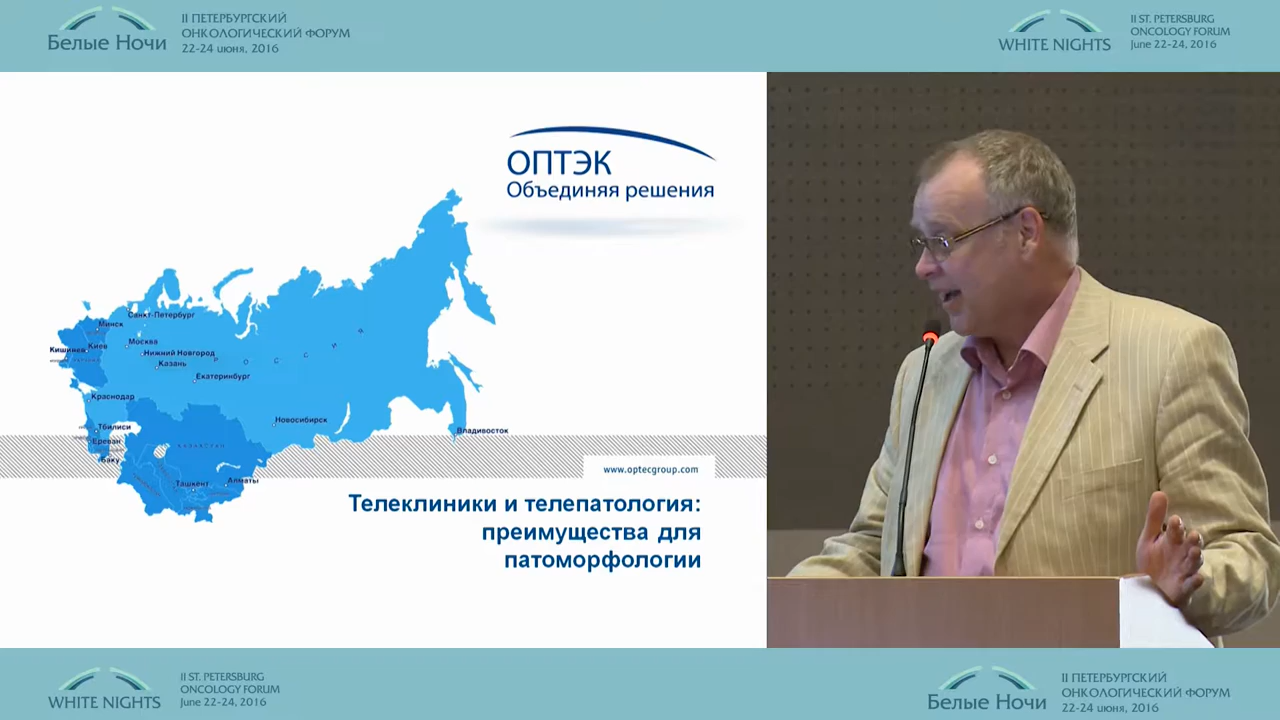 Белые Ночи
II ПЕТЕРБУРГСКИЙ
ОНКОЛОГИЧЕСКИЙ ФОРУМ
22-24 июня, 2016
WHITE NIGHTS
II ST. PETERSBURG
ONCOLOGY FORUM
June 22-24, 2016
ОПТЭК
Объединяя решения
Санкт-Петербург
Минск
Москва
Киев
Кишинев
Нижний Новгород
Казань
Екатеринбург
Р О С С И Я
Краснодар
Новосибирск
Тбилиси
Владивосток
Ереван
КАЗАХСТАН
Баку
Алматы
Ташкент
www.optecgroup.com
Телеклиники и телепатология:
преимущества для
патоморфологии
WHITE NIGHTS
II ST. PETERSBURG
ONCOLOGY FORUM
June 22-24, 2016
Белые Ночи
II ПЕТЕРБУРГСКИЙ
ОНКОЛОГИЧЕСКИЙ ФОРУМ
22-24 июня, 2016